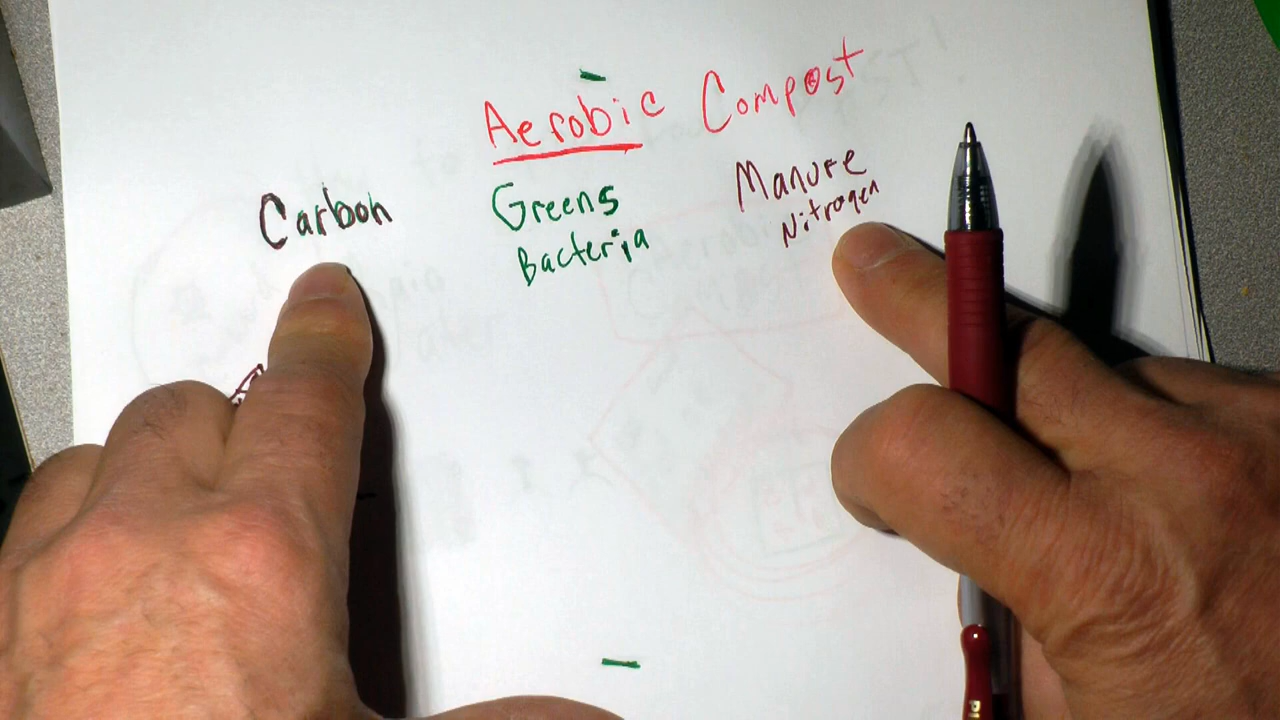 Aerobic Compost
Carbon
Greens
Bacteria
Manure
Nitrogen